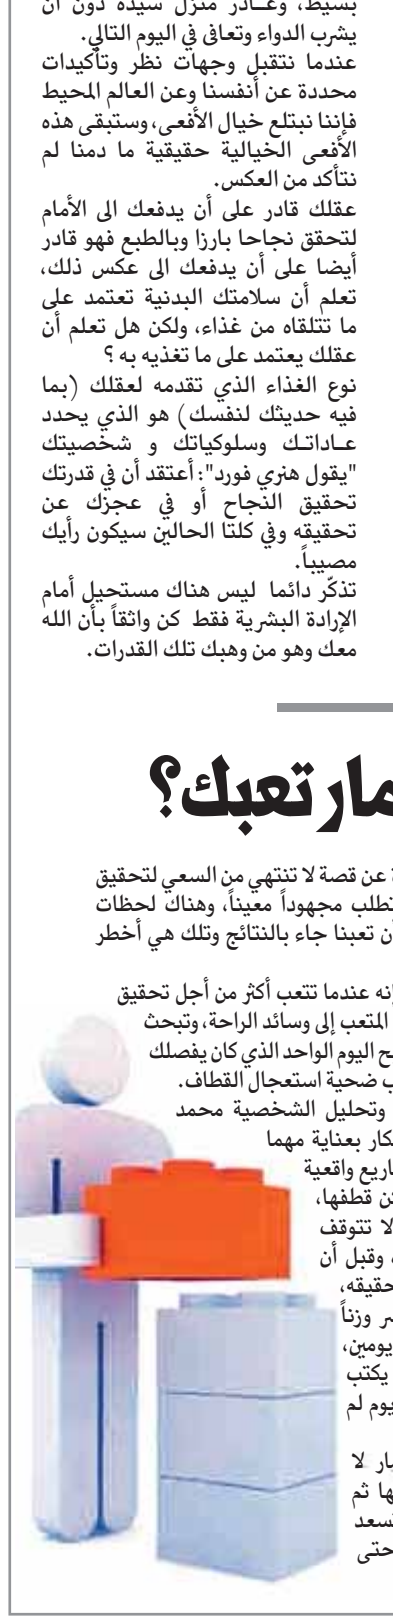 بسيط، وغـادر منزل سيده دون أن
يشرب الدواء وتعافى في اليوم التالي.
عندما نتقبل وجهات نظر وتأكيدات
محددة عن أنفسنا وعن العالم المحيط
فإننا نبتلع خيال الأفعى، وستبقى هذه
الأفعى الخيالية حقيقية ما دمنا لم
نتأكد من العكس.
عقلك قادر على أن يدفعك الى الأمام
لتحقق نجاحا بارزا وبالطبع فهو قادر
أيضا على أن يدفعك الى عكس ذلك،
تعلم أن سلامتك البدنية تعتمد على
ما تتلقاه من غذاء، ولكن هل تعلم أن
عقلك يعتمد على ما تغذيه به ؟
نوع الغذاء الذي تقدمه لعقلك (بما
فيه حديثك لنفسك) هو الذي يحدد
عـاداتـك وسلوكياتك و شخصيتك
"يقول هنري فورد": أعتقد أن في قدرتك
تحقيق النجاح أو في عجزك عن
تحقيقه وفي كلتا الحالين سيكون رأيك
مصيباً.
تذكّر دائما ليس هناك مستحيل أمام
الإرادة البشرية فقط كن واثقاً بأن الله
معك وهو من وهبك تلك القدرات.
مار تعبك؟
ة عن قصة لا تنتهي من السعي لتحقيق
تطلب مجهوداً معيناً، وهناك لحظات
أن تعبنا جاء بالنتائج وتلك هي أخطر
إنه عندما تتعب أكثر من أجل تحقيق
المتعب إلى وسائل الراحة، وتبحث
ح اليوم الواحد الذي كان يفصلك
ب ضحية استعجال القطاف.
وتحليل الشخصية محمد
كار بعناية مهما
ماريع واقعية
كن قطفها،
لا تتوقف
، وقبل أن
حقيقه،
ر وزناً
يومين،
يكتب
يوم لم
بار لا
ها ثم
سعد
حتى